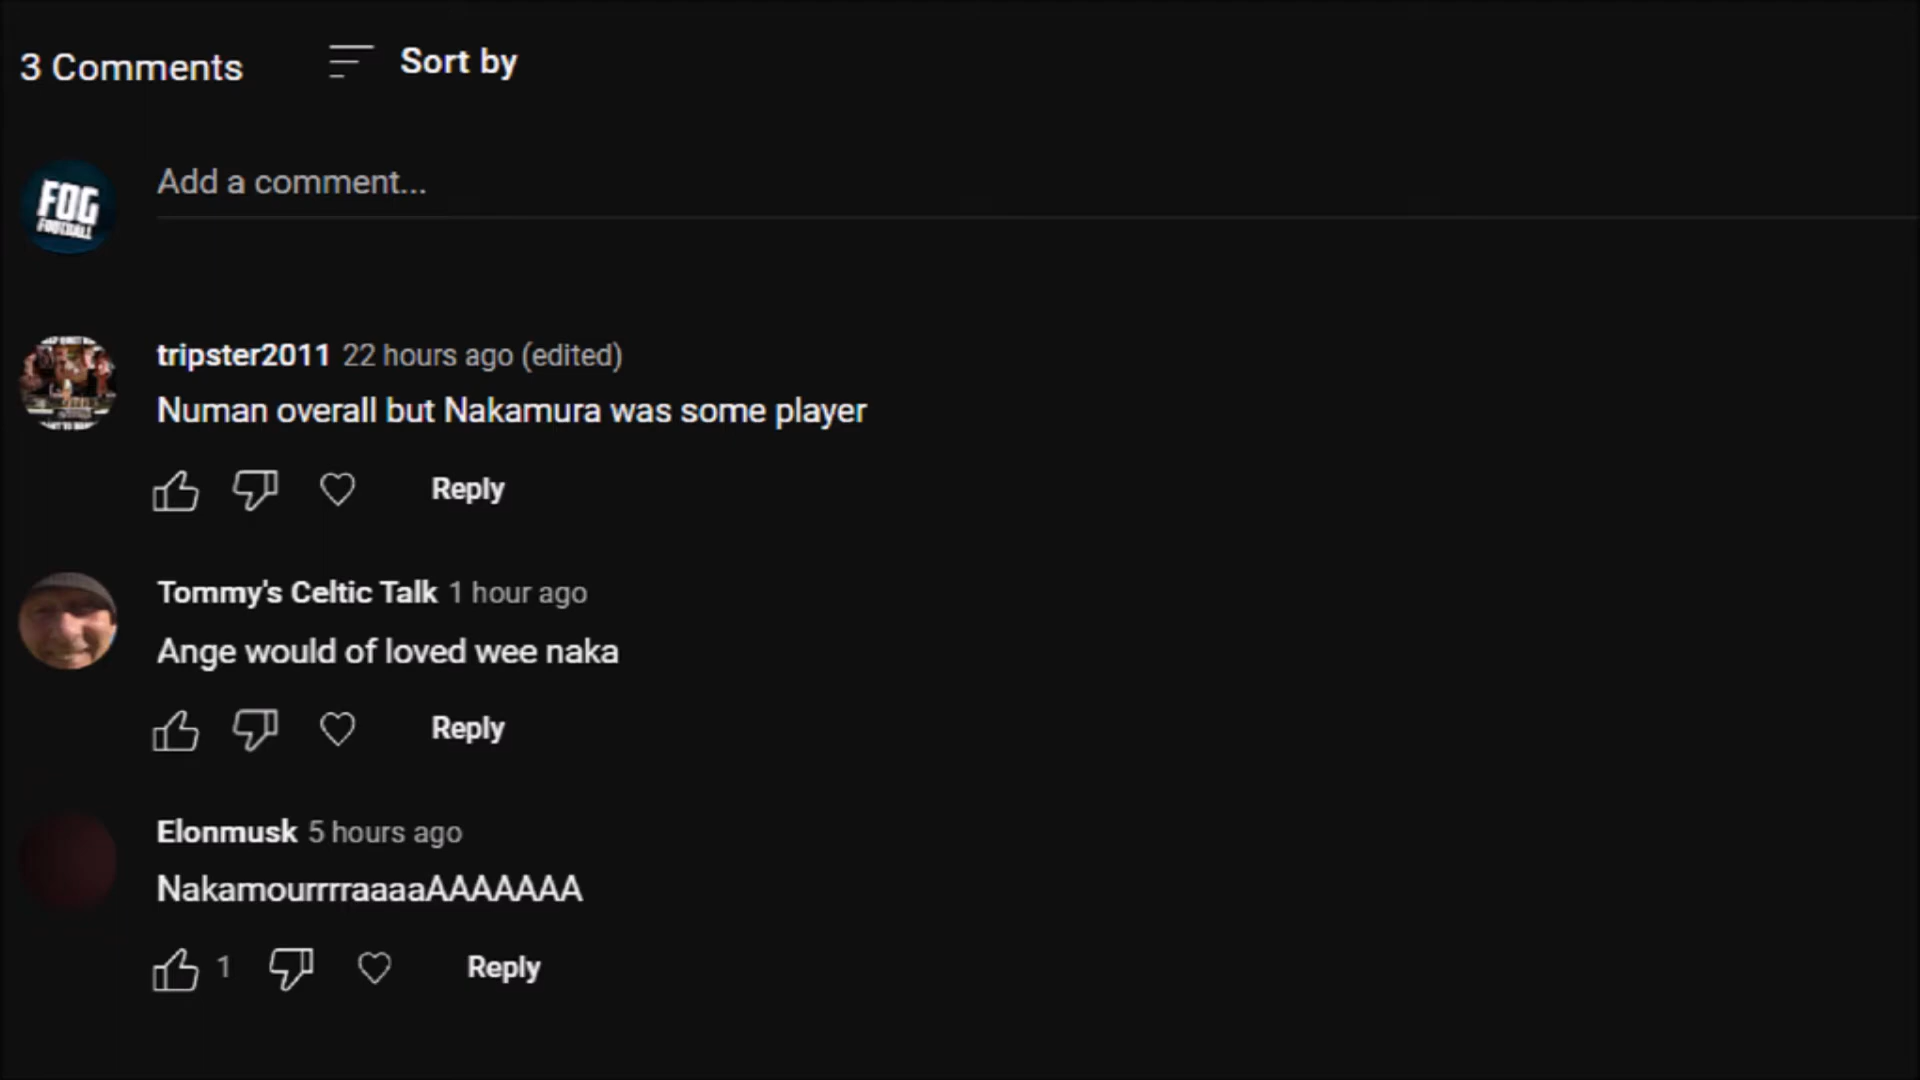 3 Comments
Sort by
FOG
FOOTBALL
Add a comment...
tripster2011 22 hours ago (edited)
Numan overall but Nakamura was some player
Reply
Tommy's Celtic Talk 1 hour ago
Ange would of loved wee naka
Reply
Elonmusk 5 hours ago
NakamourrrraaaaAAAAAAA
1
Reply